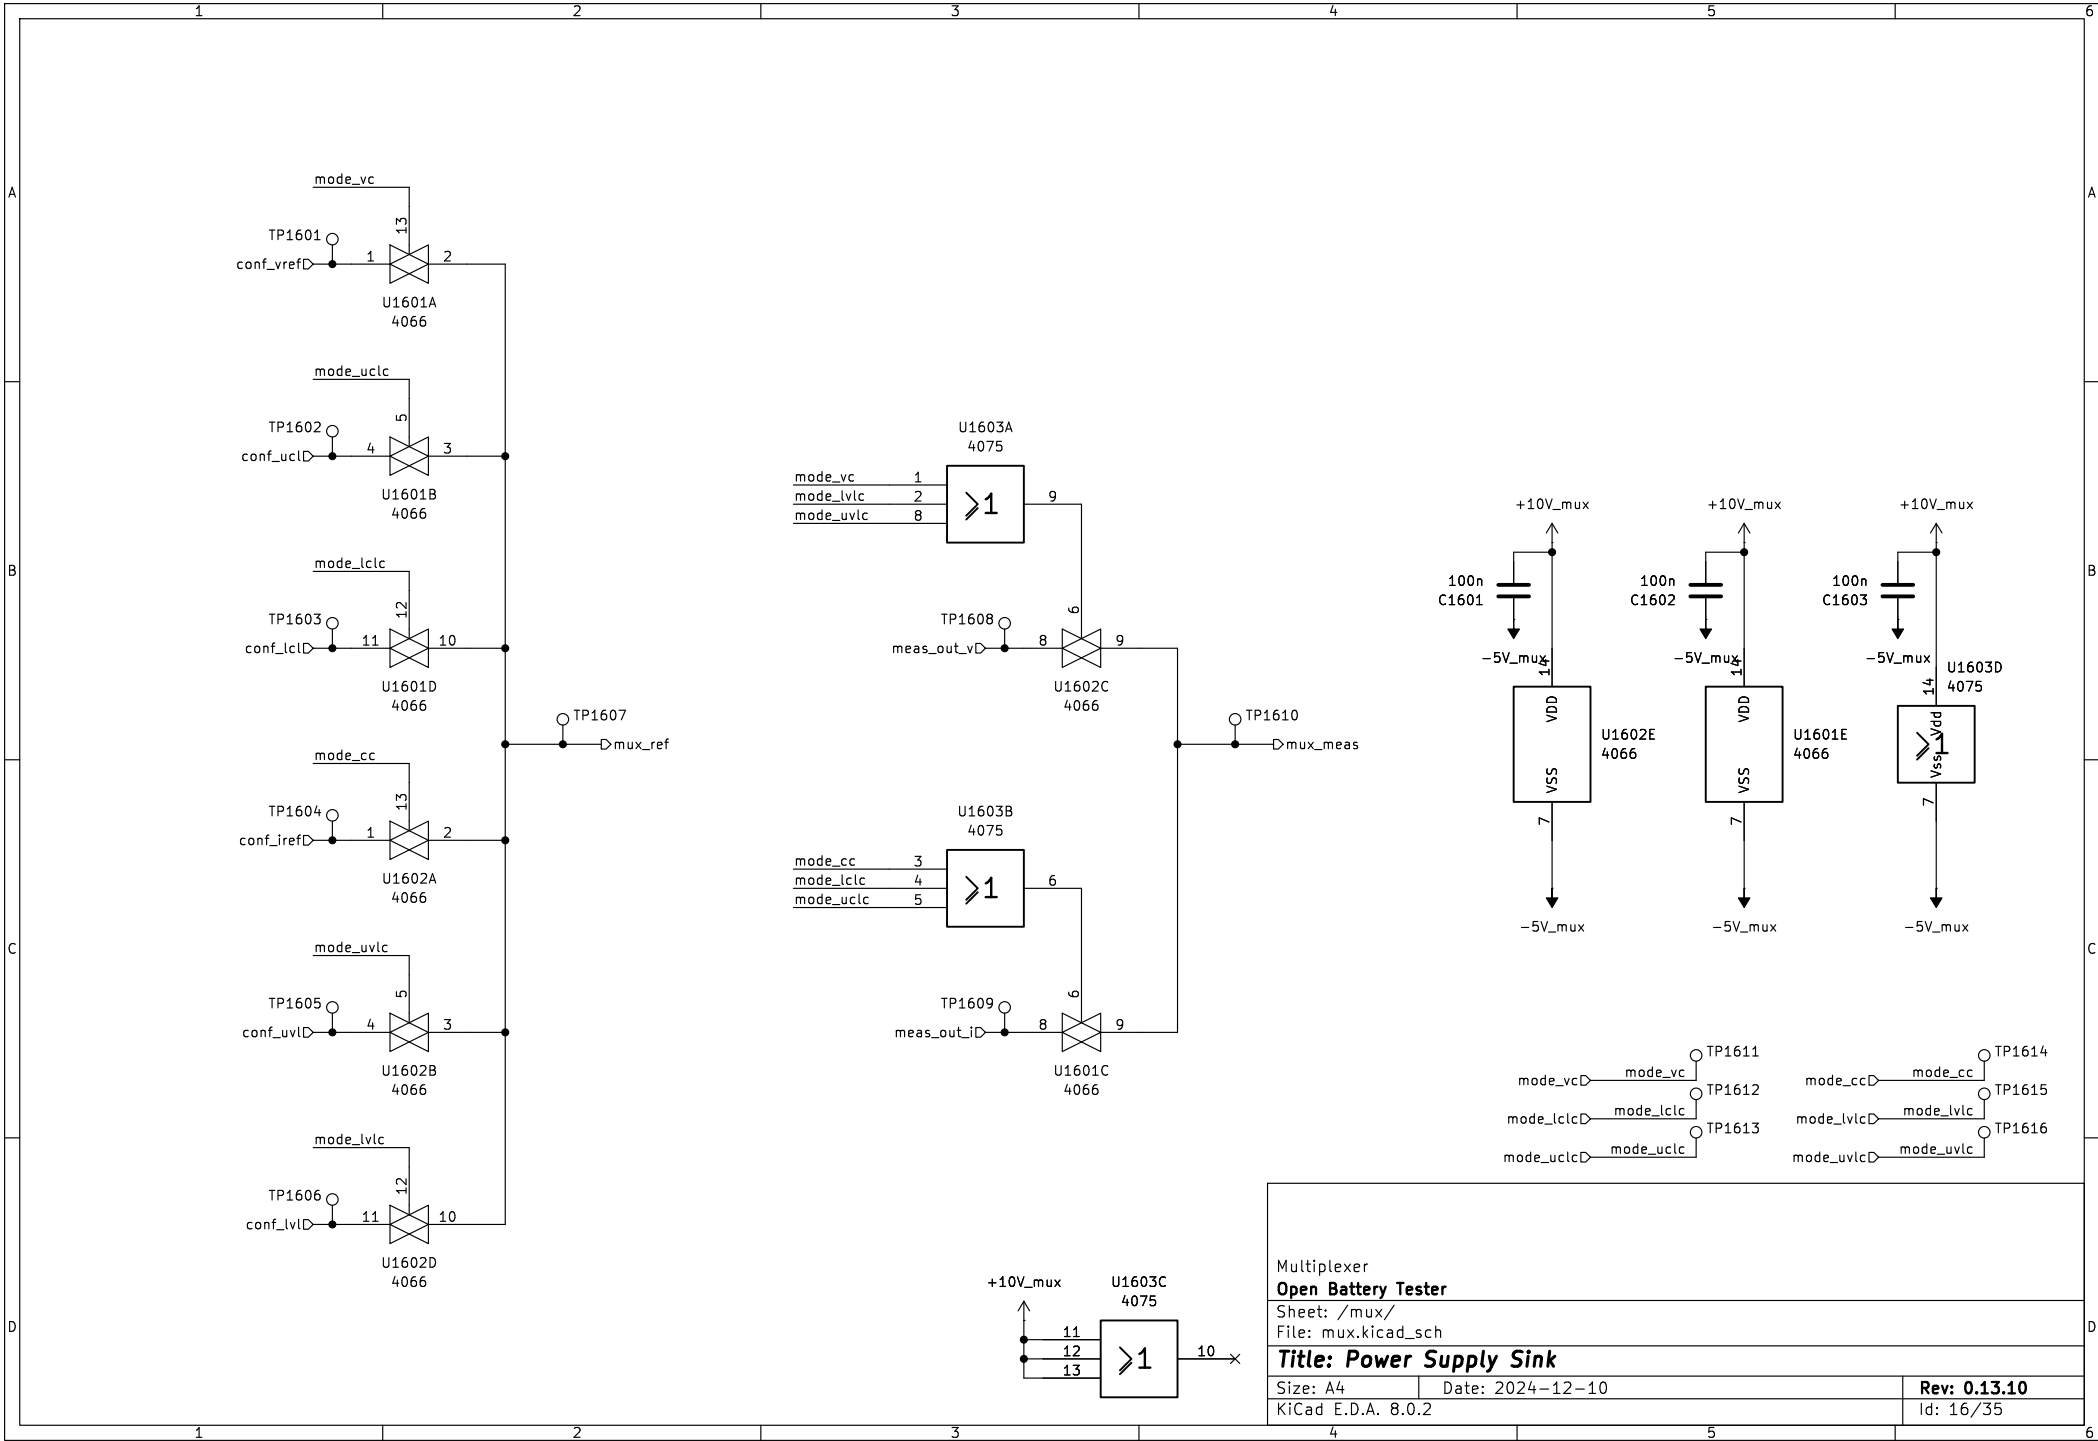 1 2 3 4 5 6
A
B
C
D
mode_vc
13
TP1601
conf_vref 1 2
U1601A
4066
mode_uclc
5
TP1602
conf_ucl 4 3
U1601B
4066
mode_lclc
12
TP1603
conf_lcl 11 10
U1601D
4066
TP1607
mux_ref
mode_cc
13
TP1604
conf_iref 1 2
U1602A
4066
mode_uvlc
5
TP1605
conf_uvl 4 3
U1602B
4066
mode_lvlc
12
TP1606
conf_lvl 11 10
U1602D
4066
U1603A
4075
mode_vc 1
mode_lvlc 2 ≥1 9
mode_uvlc 8
6
TP1608
meas_out_v 8 9
U1602C
4066
TP1610
mux_meas
U1603B
4075
mode_cc 3
mode_lclc 4 ≥1 6
mode_uclc 5
6
TP1609
meas_out_i 8 9
U1601C
4066
+10V_mux
100n
C1601
-5V_mux
14
VDD
U1602E
4066
VSS
7
-5V_mux
+10V_mux
100n
C1602
-5V_mux
14
VDD
U1601E
4066
VSS
7
-5V_mux
+10V_mux
100n
C1603
-5V_mux
U1603D
4075
14
Vdd
≥1
Vss
7
-5V_mux
TP1611
mode_vc mode_vc
TP1612
mode_lclc mode_lclc
TP1613
mode_uclc mode_uclc
TP1614
mode_cc mode_cc
TP1615
mode_lvlc mode_lvlc
TP1616
mode_uvlc mode_uvlc
+10V_mux
U1603C
4075
11
12 ≥1 10
13
Multiplexer
Open Battery Tester
Sheet: /mux/
File: mux.kicad_sch
Title: Power Supply Sink
Size: A4 Date: 2024-12-10 Rev: 0.13.10
KiCad E.D.A. 8.0.2 Id: 16/35
A
B
C
D
1 2 3 4 5 6